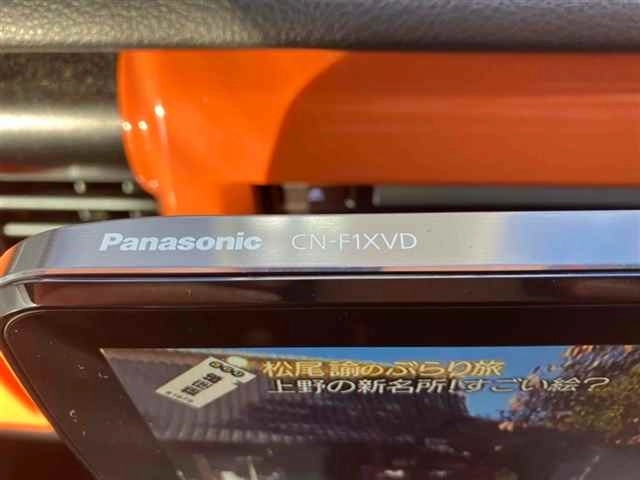 Panasonic CN-F1XVD
松尾諭のぶらり旅
上野の新名所!すごい絵?